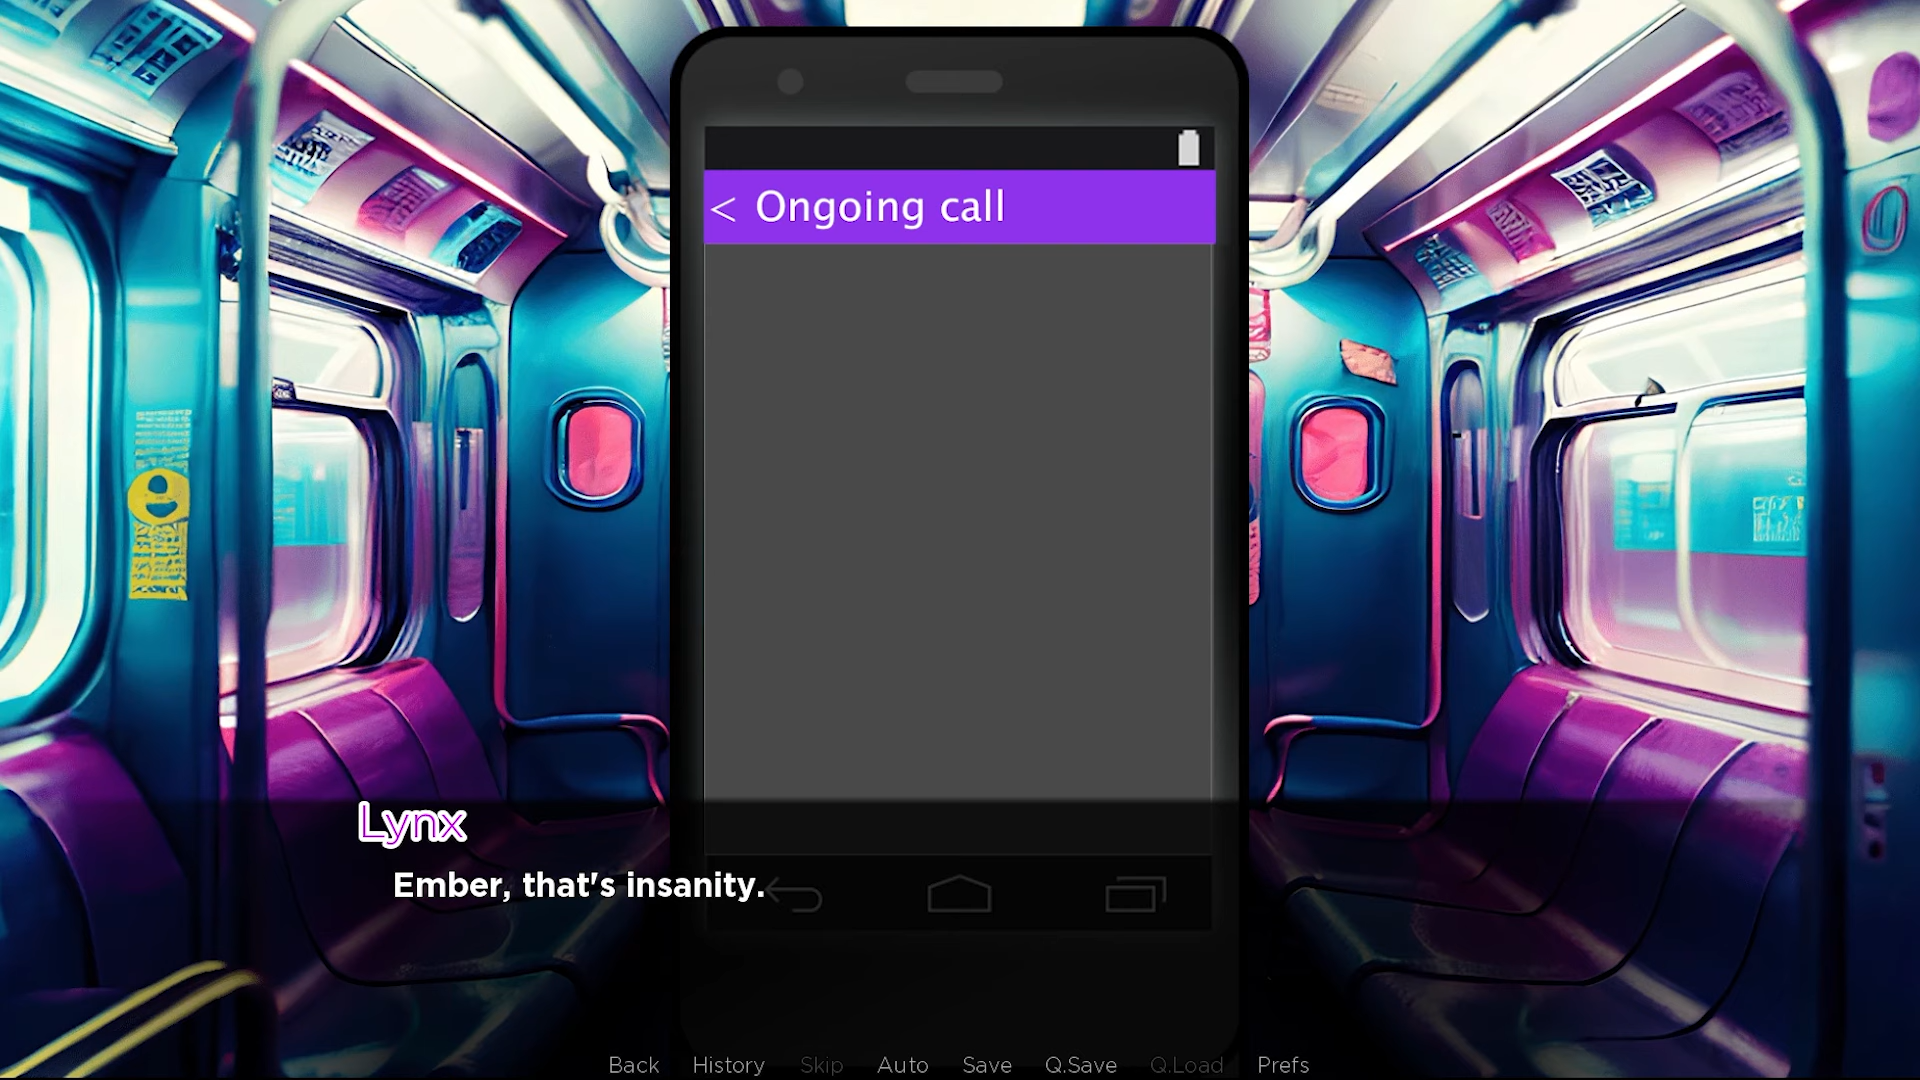 < Ongoing call
Lynx
Ember, that's insanity.
Back History Skip Auto Save Q.Save Q.Load Prefs